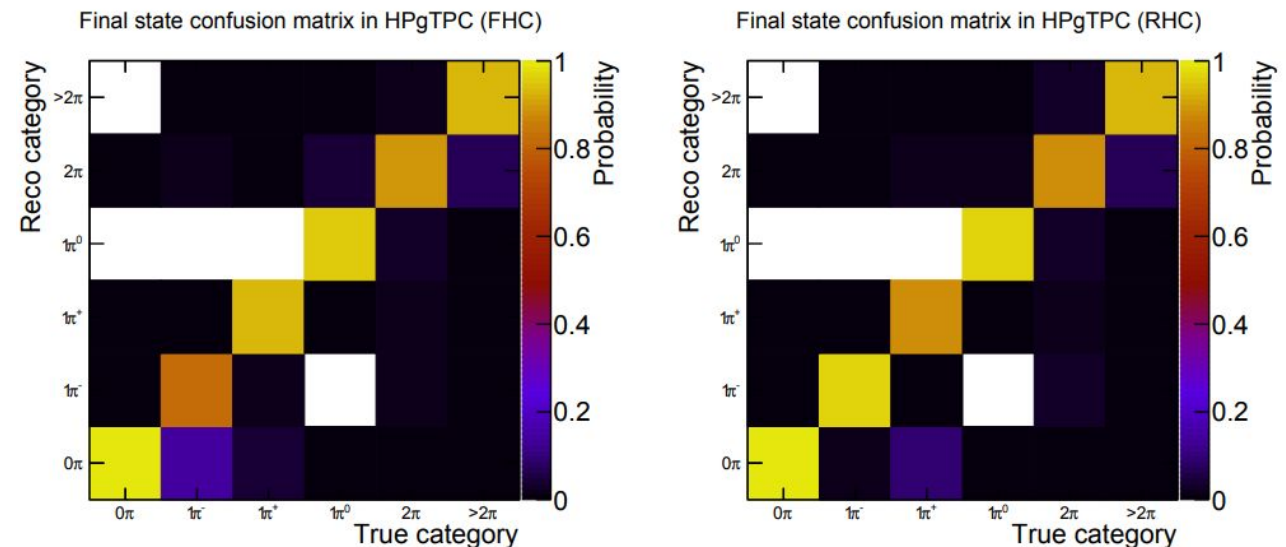 Final state confusion matrix in HPgTPC (FHC)
Reco category
>2π
2π
1π⁰
1π⁺
1π⁻
0π
0π 1π⁻ 1π⁺ 1π⁰ 2π >2π
True category
1
0.8
0.6
0.4
0.2
0
Probability
Final state confusion matrix in HPgTPC (RHC)
Reco category
>2π
2π
1π⁰
1π⁺
1π⁻
0π
0π 1π⁻ 1π⁺ 1π⁰ 2π >2π
True category
1
0.8
0.6
0.4
0.2
0
Probability